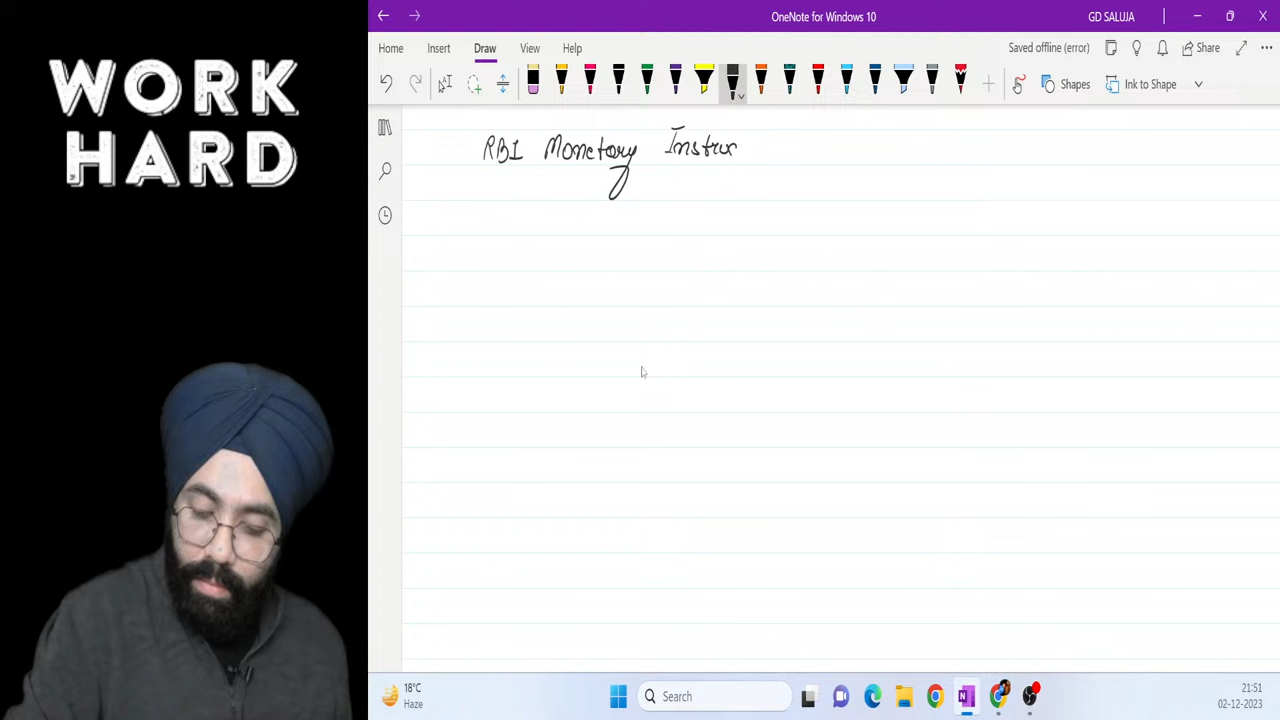 WORK
HARD
OneNote for Windows 10
GD SALUJA
Home Insert Draw View Help
Saved offline (error)
Share
Shapes
Ink to Shape
RBI Monetary Instru
18°C
Haze
Search
21:51
02-12-2023